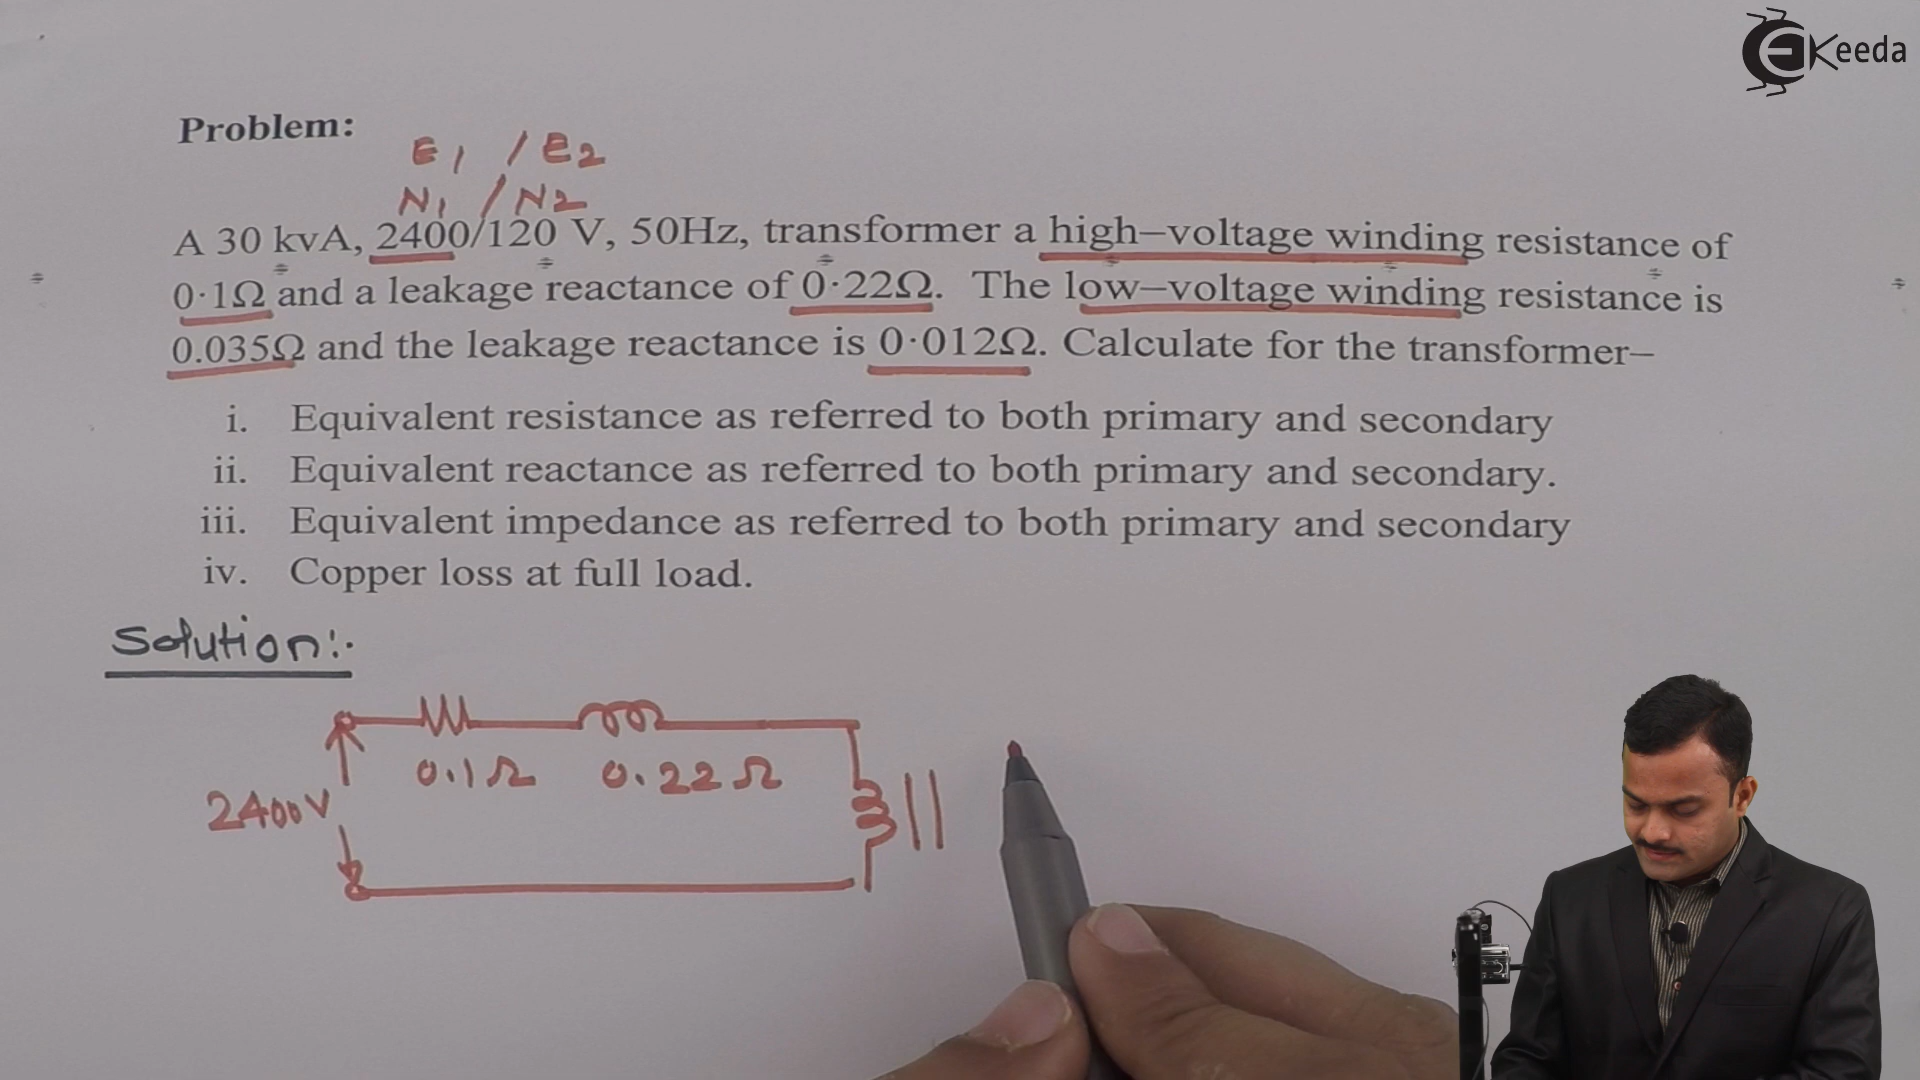 Keeda
Problem:
E1 / E2
N1 / N2
A 30 kvA, 2400/120 V, 50Hz, transformer a high–voltage winding resistance of
0·1Ω and a leakage reactance of 0·22Ω. The low–voltage winding resistance is
0.035Ω and the leakage reactance is 0·012Ω. Calculate for the transformer–
i. Equivalent resistance as referred to both primary and secondary
ii. Equivalent reactance as referred to both primary and secondary.
iii. Equivalent impedance as referred to both primary and secondary
iv. Copper loss at full load.
Solution:·
0.1Ω 0.22Ω
2400V